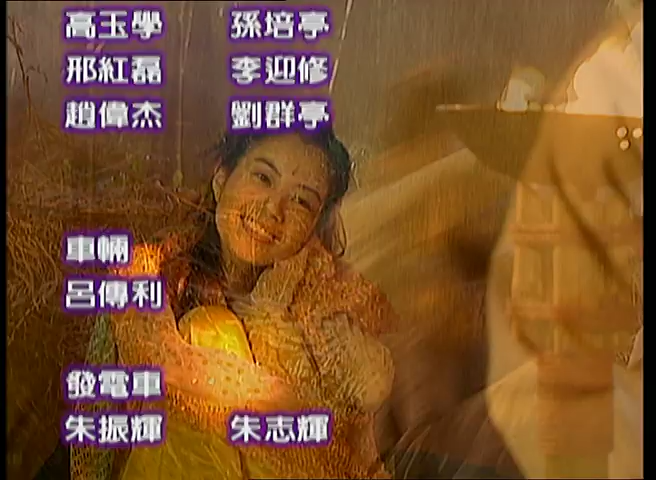 高玉學 孫培亭
邢紅磊 李迎修
趙偉杰 劉群亭
車輛
呂傳利
發電車
朱振輝 朱志輝